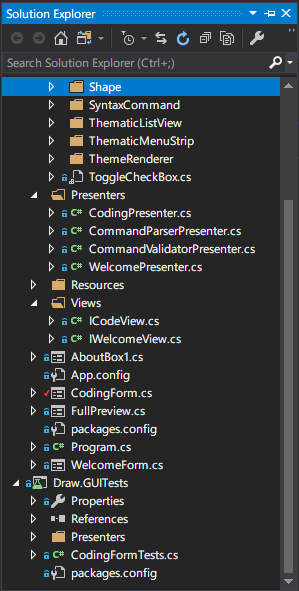 Solution Explorer
Search Solution Explorer (Ctrl+;)
Shape
SyntaxCommand
ThematicListView
ThematicMenuStrip
ThemeRenderer
ToggleCheckBox.cs
Presenters
C# CodingPresenter.cs
C# CommandParserPresenter.cs
C# CommandValidatorPresenter.cs
C# WelcomePresenter.cs
Resources
Views
C# ICodeView.cs
C# IWelcomeView.cs
AboutBox1.cs
App.config
CodingForm.cs
FullPreview.cs
packages.config
C# Program.cs
WelcomeForm.cs
Draw.GUITests
Properties
References
Presenters
C# CodingFormTests.cs
packages.config